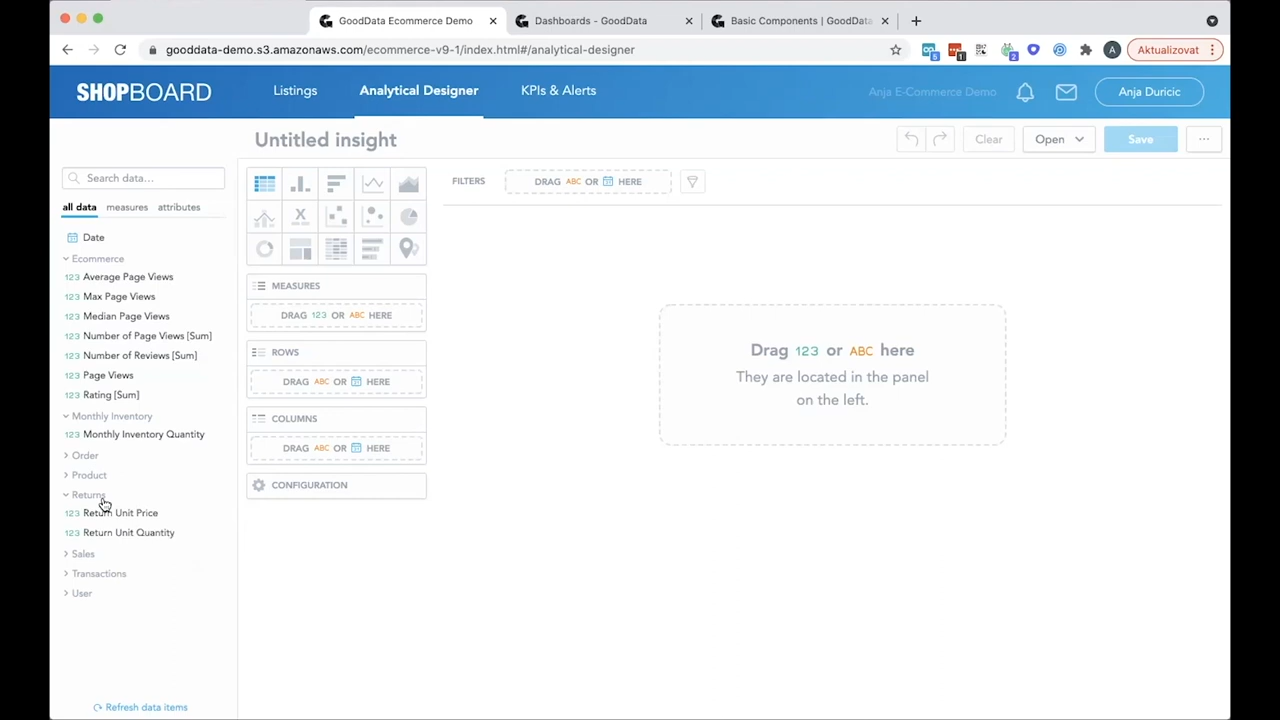 GoodData Ecommerce Demo
Dashboards - GoodData
Basic Components | GoodData
gooddata-demo.s3.amazonaws.com/ecommerce-v9-1/index.html#/analytical-designer
5
1
2
A
Aktualizovat
SHOPBOARD
Listings
Analytical Designer
KPIs & Alerts
Anja E-Commerce Demo
Anja Duricic
Untitled insight
Clear
Open
Save
Search data...
all data
measures
attributes
Date
Ecommerce
123 Average Page Views
123 Max Page Views
123 Median Page Views
123 Number of Page Views [Sum]
123 Number of Reviews [Sum]
123 Page Views
123 Rating [Sum]
Monthly Inventory
123 Monthly Inventory Quantity
Order
Product
Returns
123 Return Unit Price
123 Return Unit Quantity
Sales
Transactions
User
Refresh data items
MEASURES
DRAG 123 OR ABC HERE
ROWS
DRAG ABC OR HERE
COLUMNS
DRAG ABC OR HERE
CONFIGURATION
FILTERS
DRAG ABC OR HERE
Drag 123 or ABC here
They are located in the panel
on the left.